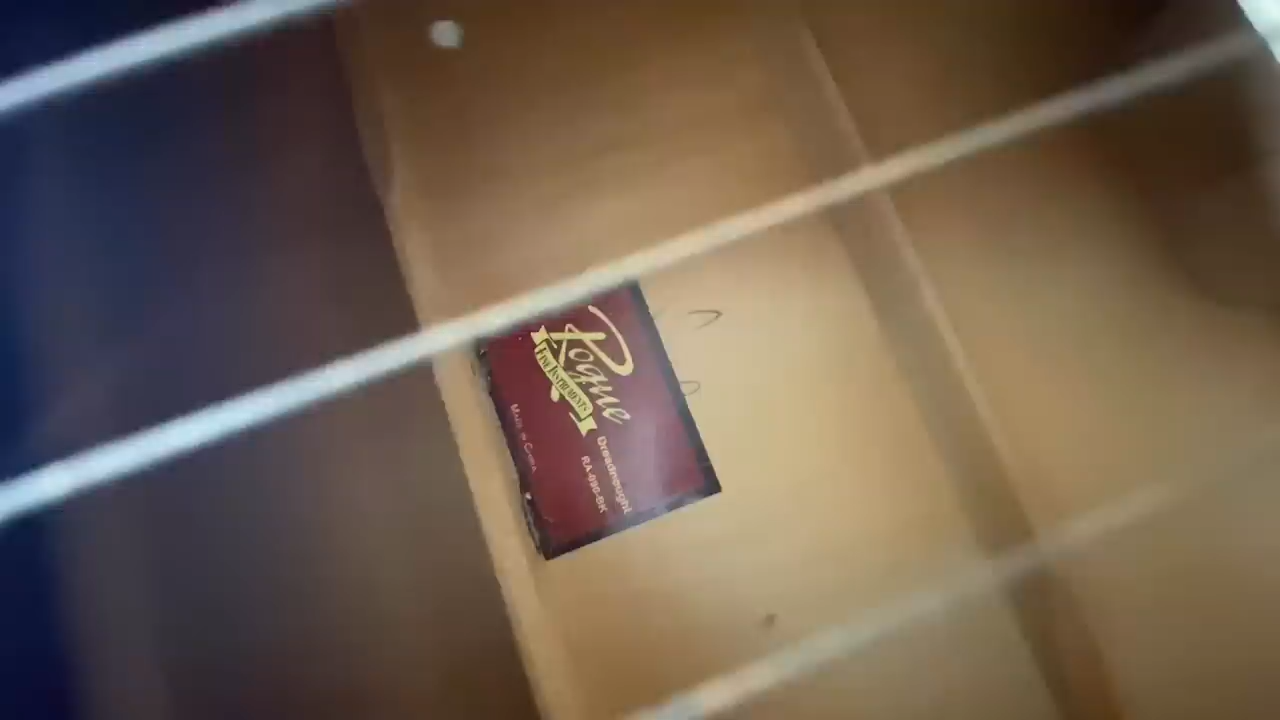 Rogue
FINE INSTRUMENTS
Dreadnought
RA-090-BK
MADE IN CHINA